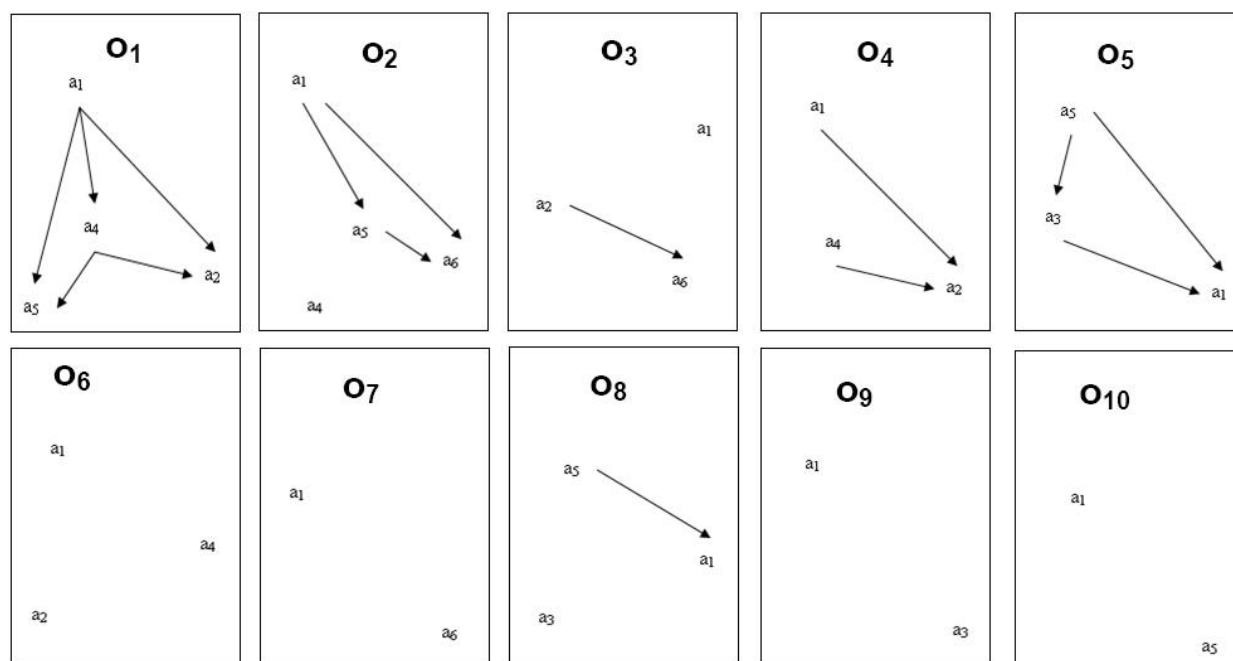 O₁
a₁
a₄
a₂
a₅
O₂
a₁
a₅
a₆
a₄
O₃
a₁
a₂
a₆
O₄
a₁
a₄
a₂
O₅
a₅
a₃
a₁
O₆
a₁
a₄
a₂
O₇
a₁
a₆
O₈
a₅
a₁
a₃
O₉
a₁
a₃
O₁₀
a₁
a₅